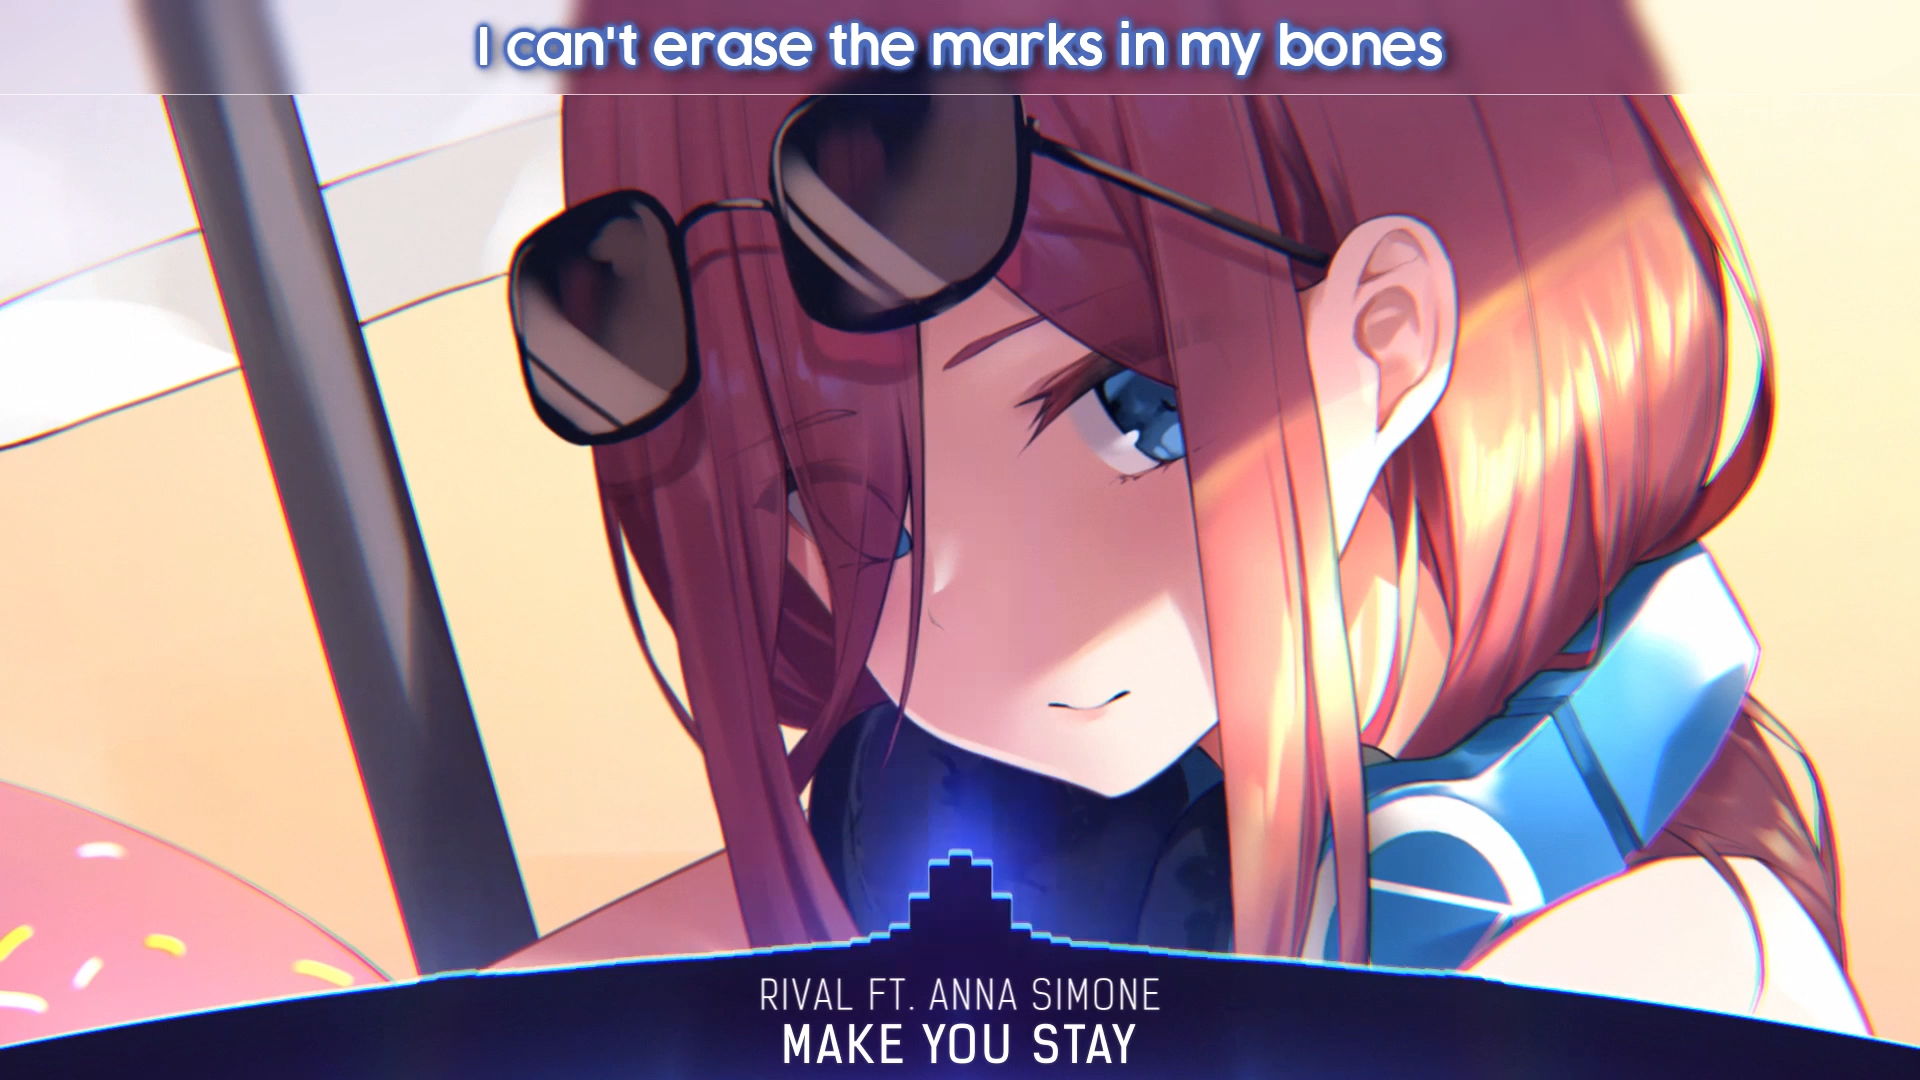 I can't erase the marks in my bones
RIVAL FT. ANNA SIMONE
MAKE YOU STAY